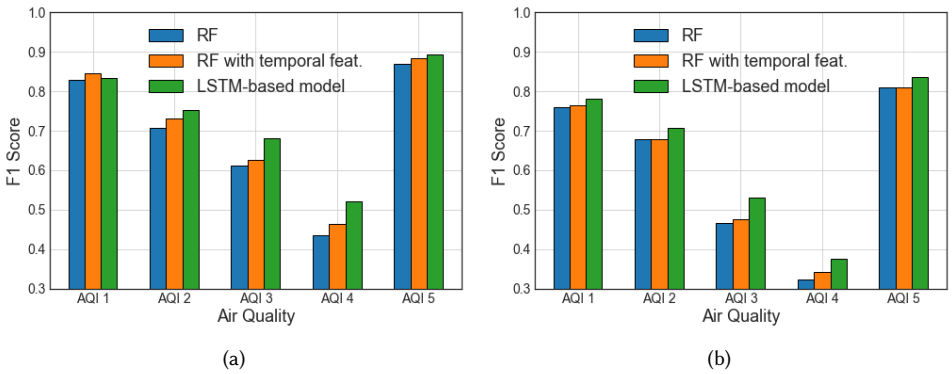 1.0
0.9
0.8
0.7
0.6
0.5
0.4
0.3
F1 Score
RF
RF with temporal feat.
LSTM-based model
AQI 1 AQI 2 AQI 3 AQI 4 AQI 5
Air Quality
(a)
1.0
0.9
0.8
0.7
0.6
0.5
0.4
0.3
F1 Score
RF
RF with temporal feat.
LSTM-based model
AQI 1 AQI 2 AQI 3 AQI 4 AQI 5
Air Quality
(b)